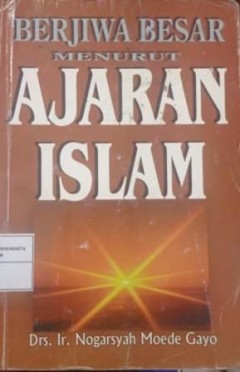 BERJIWA BESAR
MENURUT
AJARAN
ISLAM
Drs. Ir. Nogarsyah Moede Gayo